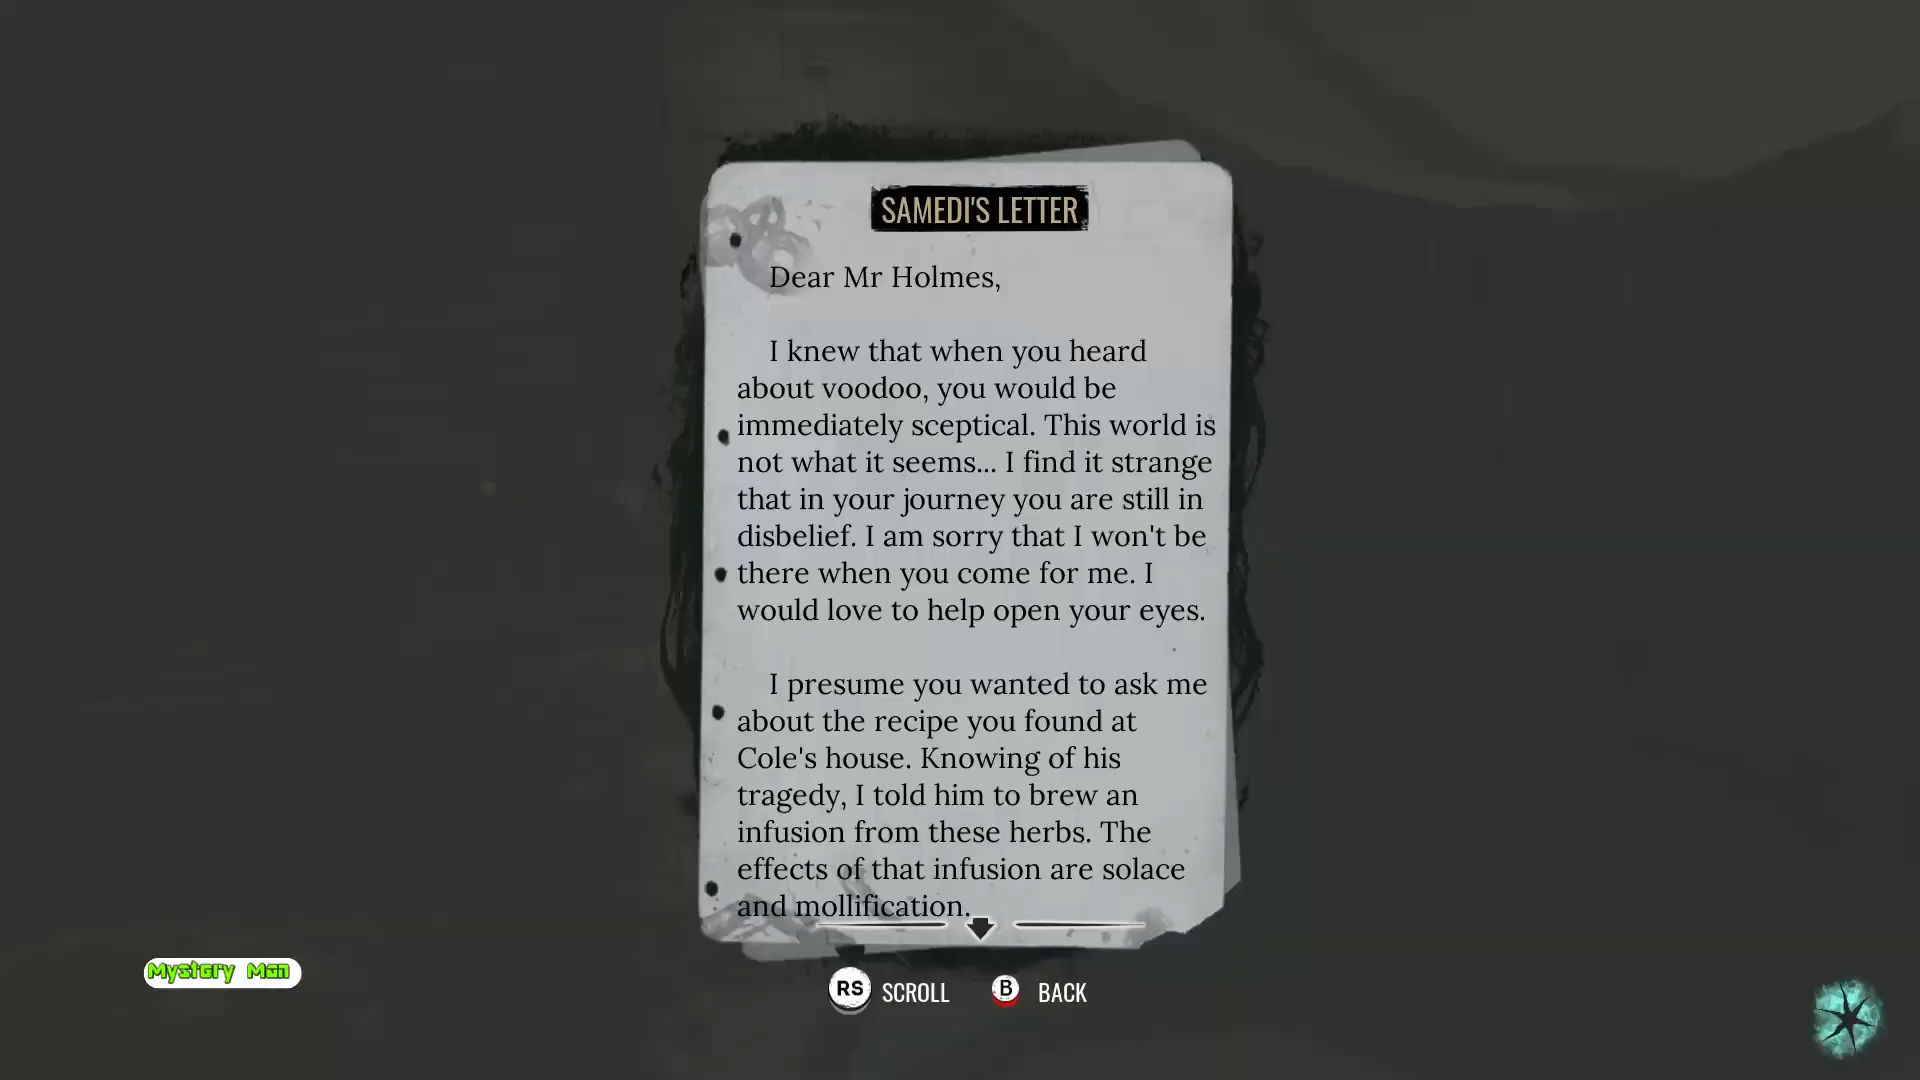 SAMEDI'S LETTER
Dear Mr Holmes,
I knew that when you heard
about voodoo, you would be
immediately sceptical. This world is
not what it seems... I find it strange
that in your journey you are still in
disbelief. I am sorry that I won't be
there when you come for me. I
would love to help open your eyes.
I presume you wanted to ask me
about the recipe you found at
Cole's house. Knowing of his
tragedy, I told him to brew an
infusion from these herbs. The
effects of that infusion are solace
and mollification.
Mystery Man
RS SCROLL B BACK